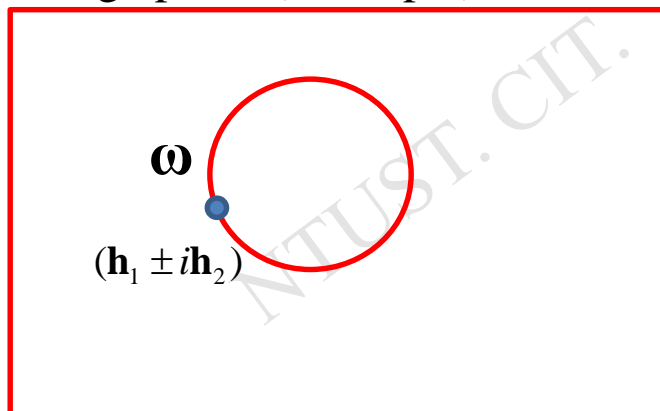 NTUST. CIT.
ω
(h₁ ± ih₂)